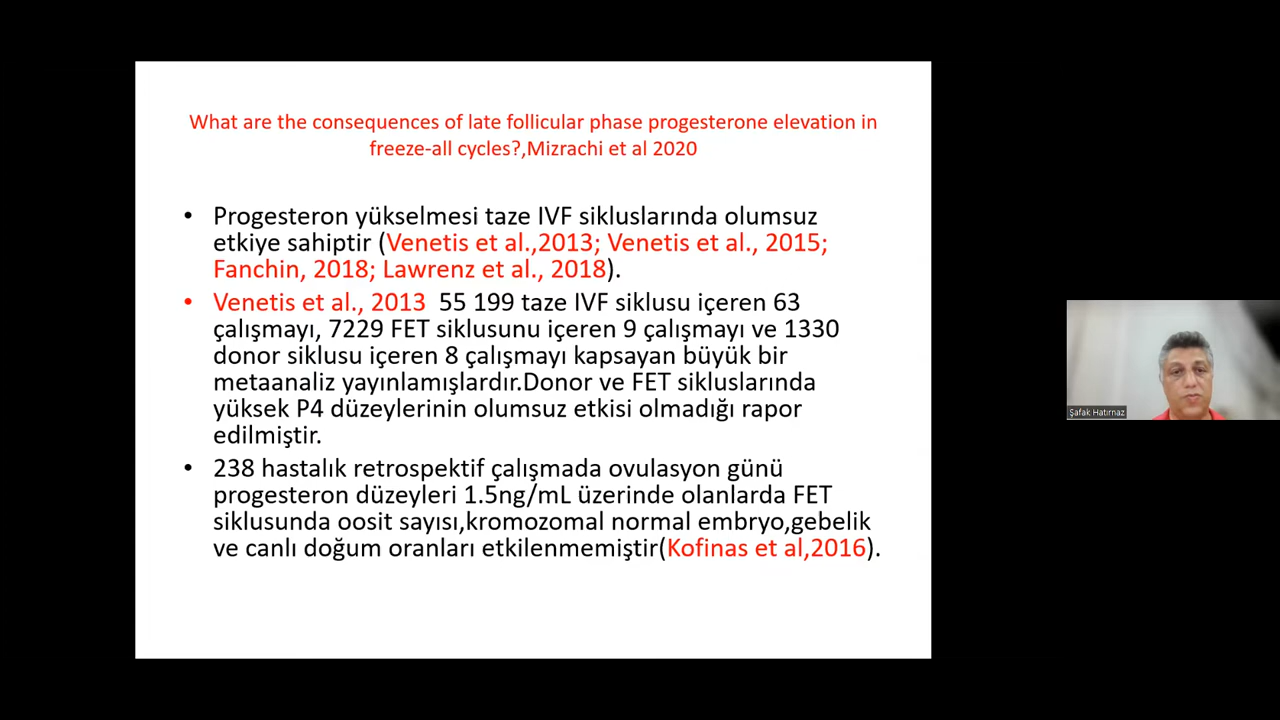 What are the consequences of late follicular phase progesterone elevation in
freeze-all cycles?,Mizrachi et al 2020
• Progesteron yükselmesi taze IVF sikluslarında olumsuz
etkiye sahiptir (Venetis et al.,2013; Venetis et al., 2015;
Fanchin, 2018; Lawrenz et al., 2018).
• Venetis et al., 2013  55 199 taze IVF siklusu içeren 63
çalışmayı, 7229 FET siklusunu içeren 9 çalışmayı ve 1330
donor siklusu içeren 8 çalışmayı kapsayan büyük bir
metaanaliz yayınlamışlardır.Donor ve FET sikluslarında
yüksek P4 düzeylerinin olumsuz etkisi olmadığı rapor
edilmiştir.
• 238 hastalık retrospektif çalışmada ovulasyon günü
progesteron düzeyleri 1.5ng/mL üzerinde olanlarda FET
siklusunda oosit sayısı,kromozomal normal embryo,gebelik
ve canlı doğum oranları etkilenmemiştir(Kofinas et al,2016).
Şafak Hatırnaz